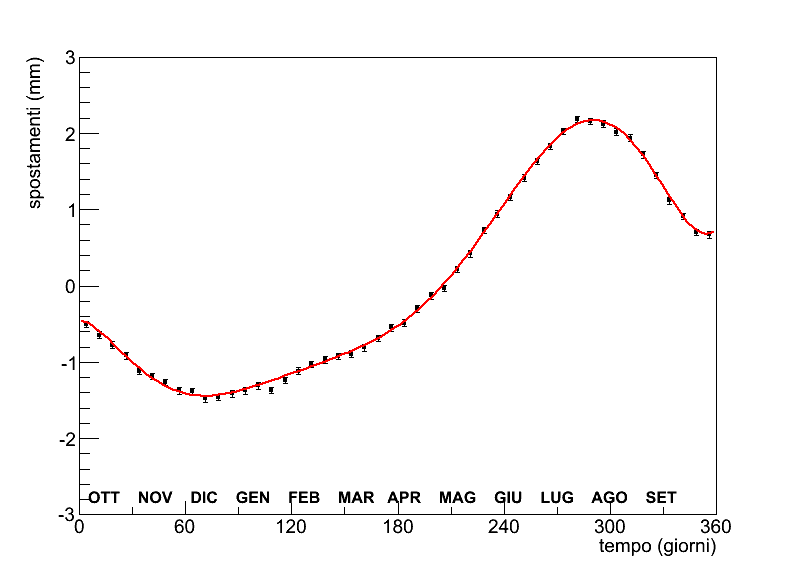 spostamenti (mm)
3
2
1
0
-1
-2
-3
OTT NOV DIC GEN FEB MAR APR MAG GIU LUG AGO SET
0 60 120 180 240 300 360
tempo (giorni)